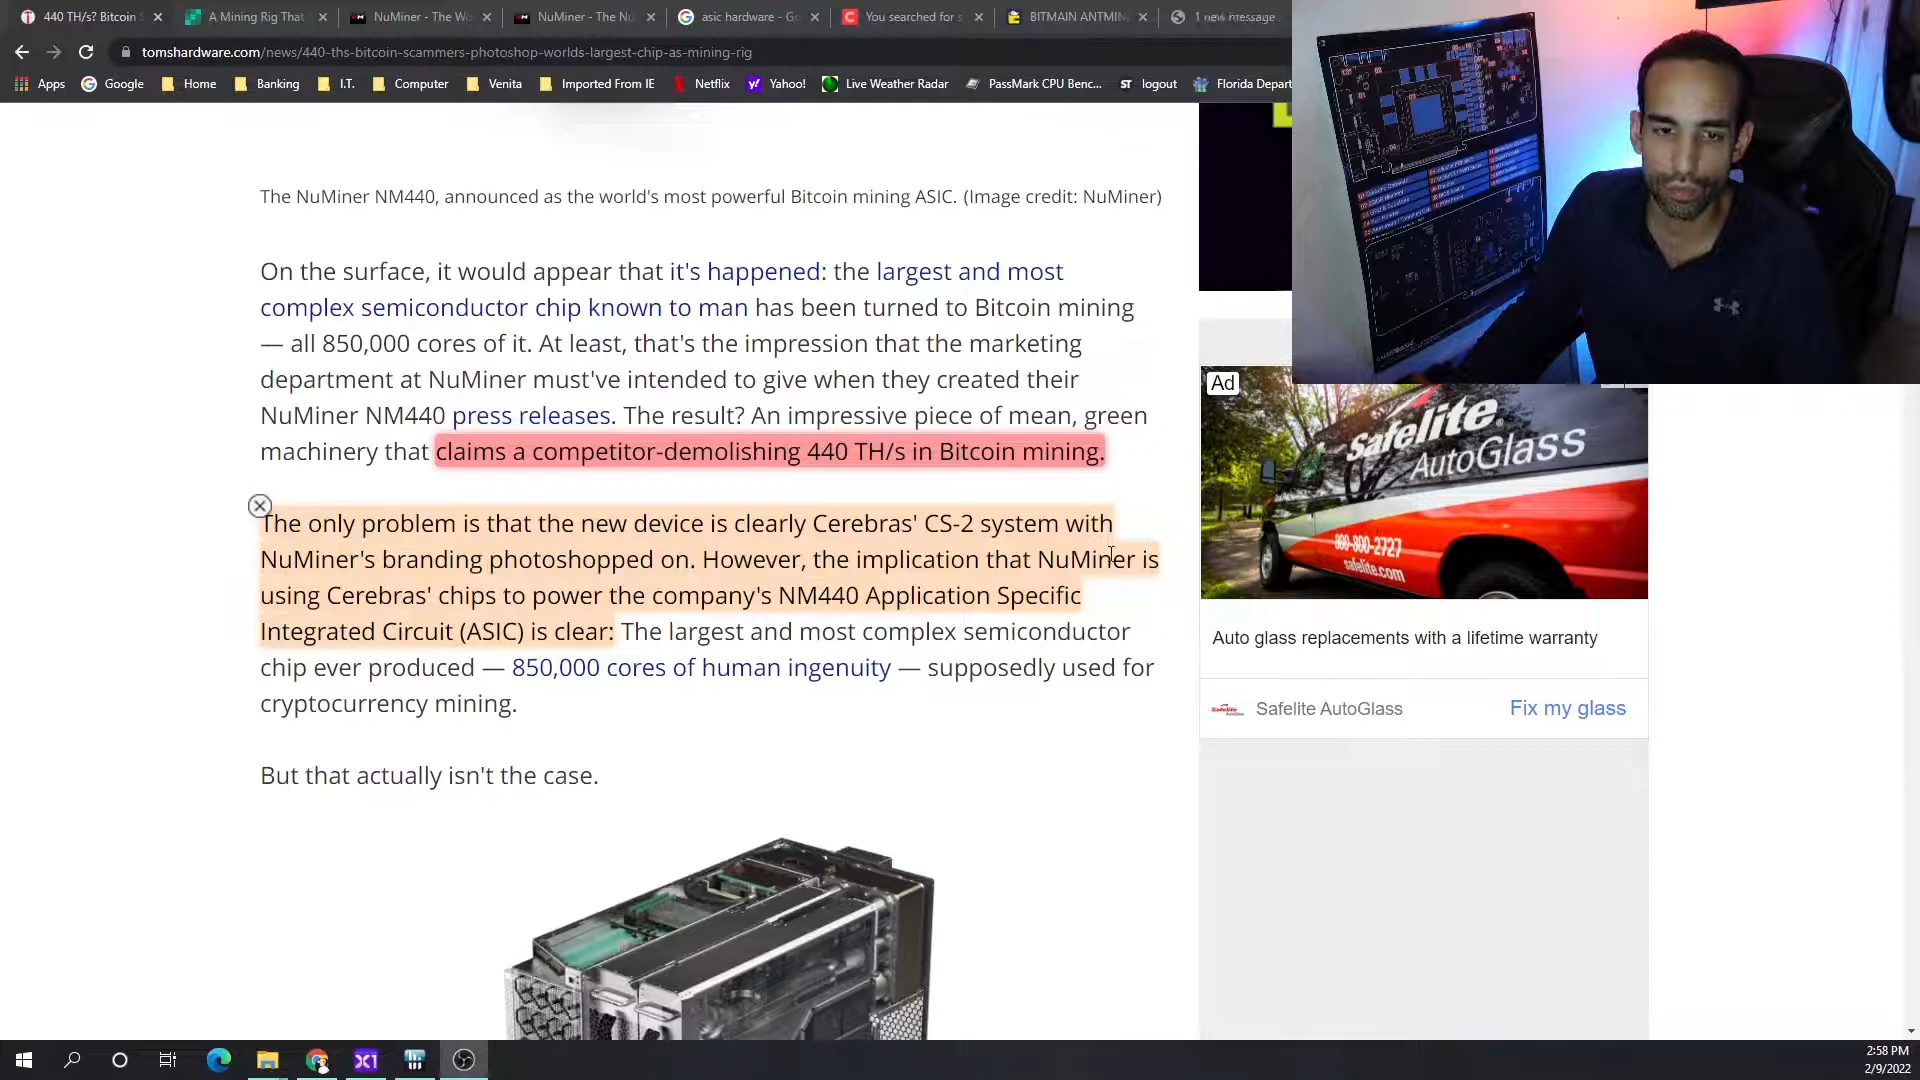 440 TH/s? Bitcoin S
A Mining Rig That
NuMiner - The Wo
NuMiner - The Nu
asic hardware - Go
You searched for s
BITMAIN ANTMIN
1 new message
tomshardware.com/news/440-ths-bitcoin-scammers-photoshop-worlds-largest-chip-as-mining-rig
Apps
Google
Home
Banking
I.T.
Computer
Venita
Imported From IE
Netflix
Yahoo!
Live Weather Radar
PassMark CPU Benc...
ST logout
Florida Depart
The NuMiner NM440, announced as the world's most powerful Bitcoin mining ASIC. (Image credit: NuMiner)
On the surface, it would appear that it's happened: the largest and most
complex semiconductor chip known to man has been turned to Bitcoin mining
— all 850,000 cores of it. At least, that's the impression that the marketing
department at NuMiner must've intended to give when they created their
NuMiner NM440 press releases. The result? An impressive piece of mean, green
machinery that claims a competitor-demolishing 440 TH/s in Bitcoin mining.
The only problem is that the new device is clearly Cerebras' CS-2 system with
NuMiner's branding photoshopped on. However, the implication that NuMiner is
using Cerebras' chips to power the company's NM440 Application Specific
Integrated Circuit (ASIC) is clear: The largest and most complex semiconductor
chip ever produced — 850,000 cores of human ingenuity — supposedly used for
cryptocurrency mining.
But that actually isn't the case.
Ad
Safelite
AutoGlass
800-800-2727
safelite.com
Auto glass replacements with a lifetime warranty
Safelite AutoGlass
Fix my glass
2:58 PM
2/9/2022